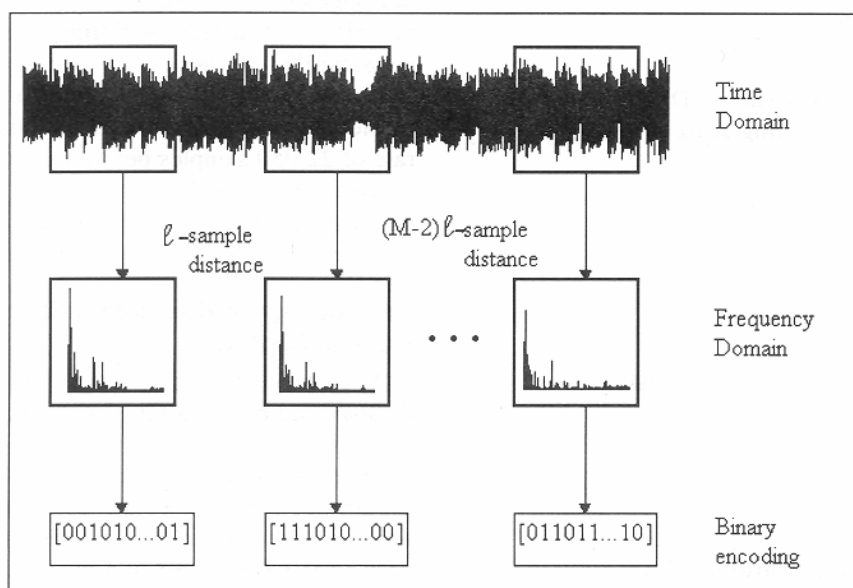 Time
Domain
ℓ-sample
distance
(M-2)ℓ-sample
distance
Frequency
Domain
[001010...01]
[111010...00]
[011011...10]
Binary
encoding